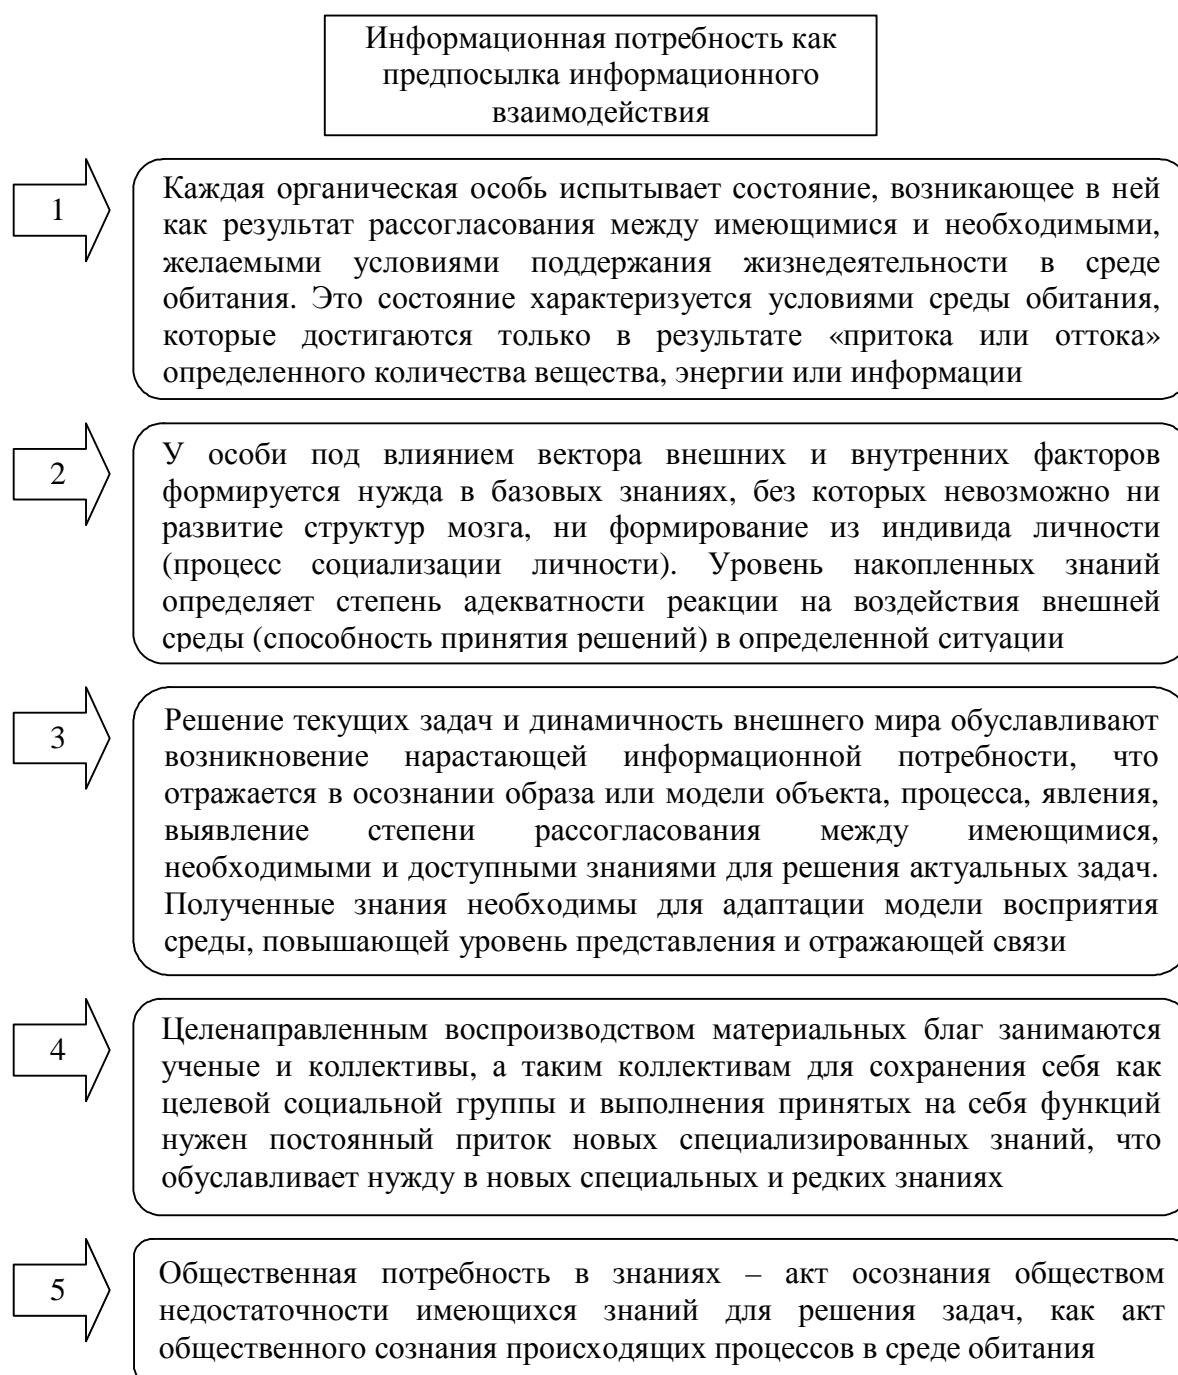 Информационная потребность как
предпосылка информационного
взаимодействия
1
Каждая органическая особь испытывает состояние, возникающее в ней
как результат рассогласования между имеющимися и необходимыми,
желаемыми условиями поддержания жизнедеятельности в среде
обитания. Это состояние характеризуется условиями среды обитания,
которые достигаются только в результате «притока или оттока»
определенного количества вещества, энергии или информации
2
У особи под влиянием вектора внешних и внутренних факторов
формируется нужда в базовых знаниях, без которых невозможно ни
развитие структур мозга, ни формирование из индивида личности
(процесс социализации личности). Уровень накопленных знаний
определяет степень адекватности реакции на воздействия внешней
среды (способность принятия решений) в определенной ситуации
3
Решение текущих задач и динамичность внешнего мира обуславливают
возникновение нарастающей информационной потребности, что
отражается в осознании образа или модели объекта, процесса, явления,
выявление степени рассогласования между имеющимися,
необходимыми и доступными знаниями для решения актуальных задач.
Полученные знания необходимы для адаптации модели восприятия
среды, повышающей уровень представления и отражающей связи
4
Целенаправленным воспроизводством материальных благ занимаются
ученые и коллективы, а таким коллективам для сохранения себя как
целевой социальной группы и выполнения принятых на себя функций
нужен постоянный приток новых специализированных знаний, что
обуславливает нужду в новых специальных и редких знаниях
5
Общественная потребность в знаниях – акт осознания обществом
недостаточности имеющихся знаний для решения задач, как акт
общественного сознания происходящих процессов в среде обитания